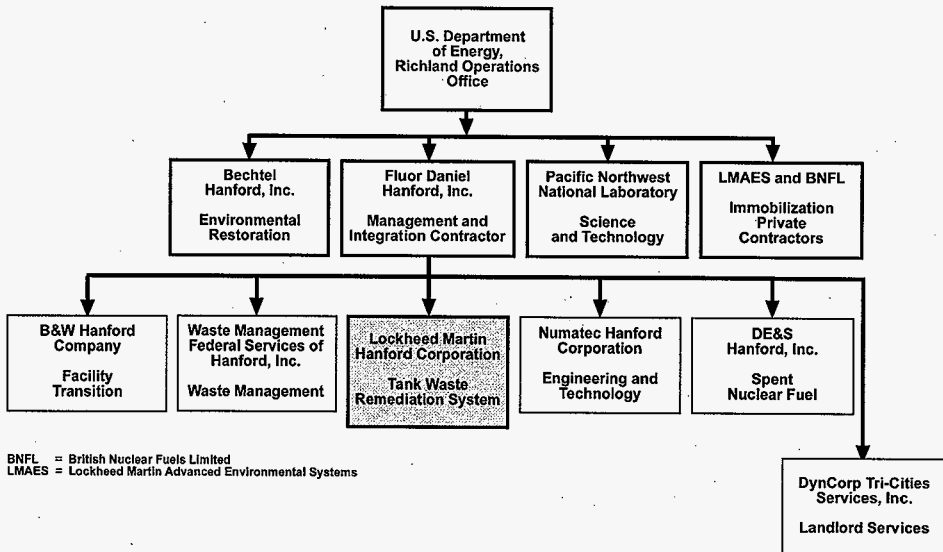 U.S. Department
of Energy,
Richland Operations
Office
Bechtel
Hanford, Inc.
Environmental
Restoration
Fluor Daniel
Hanford, Inc.
Management and
Integration Contractor
Pacific Northwest
National Laboratory
Science
and Technology
LMAES and BNFL
Immobilization
Private
Contractors
B&W Hanford
Company
Facility
Transition
Waste Management
Federal Services of
Hanford, Inc.
Waste Management
Lockheed Martin
Hanford Corporation
Tank Waste
Remediation System
Numatec Hanford
Corporation
Engineering and
Technology
DE&S
Hanford, Inc.
Spent
Nuclear Fuel
BNFL = British Nuclear Fuels Limited
LMAES = Lockheed Martin Advanced Environmental Systems
DynCorp Tri-Cities
Services, Inc.
Landlord Services